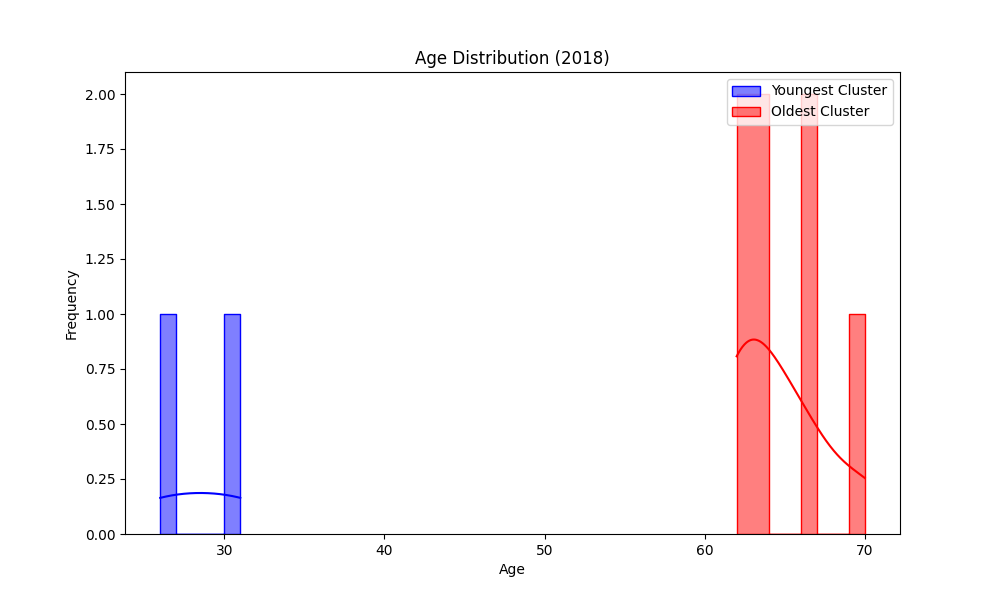 Age Distribution (2018)
Youngest Cluster
Oldest Cluster
2.00
1.75
1.50
1.25
1.00
0.75
0.50
0.25
0.00
Frequency
30 40 50 60 70
Age